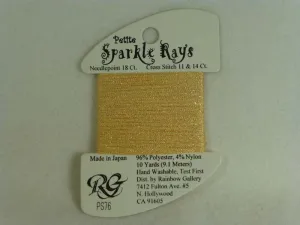 Petite
Sparkle Rays
Needlepoint 18 Ct. Cross Stitch 11 & 14 Ct.
Made in Japan
RG
PS76
96% Polyester, 4% Nylon
10 Yards (9.1 Meters)
Hand Washable, Test First
Dist. by Rainbow Gallery
7412 Fulton Ave. #5
N. Hollywood
CA 91605